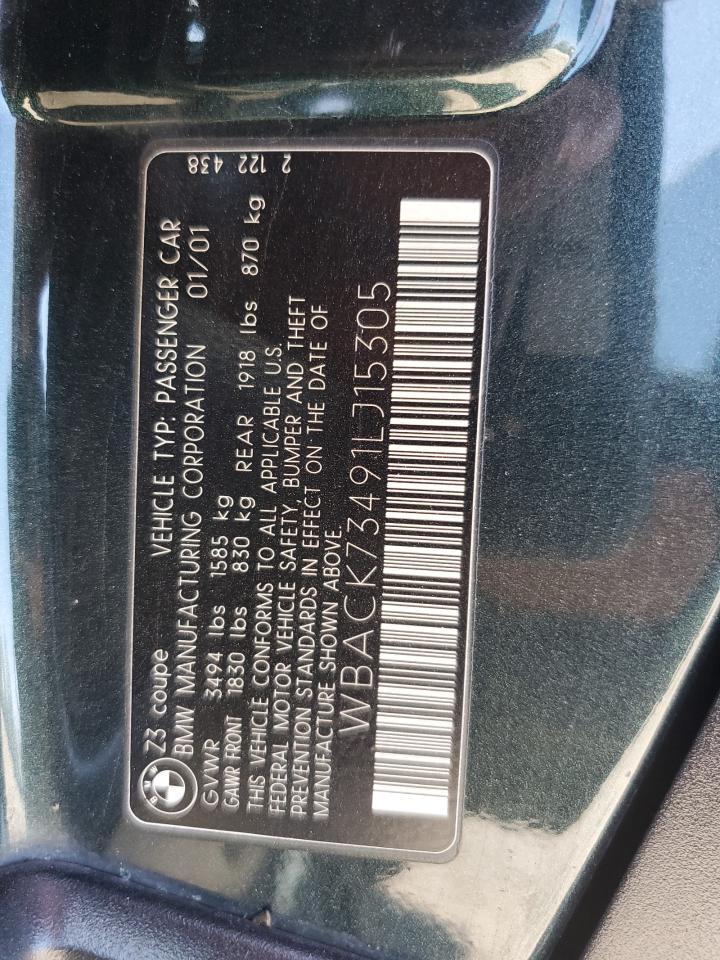 Z3 coupe VEHICLE TYP: PASSENGER CAR
BMW MANUFACTURING CORPORATION 01/01
GVWR 3494 lbs 1585 kg
GAWR FRONT 1830 lbs 830 kg REAR 1918 lbs 870 kg
THIS VEHICLE CONFORMS TO ALL APPLICABLE U.S.
FEDERAL MOTOR VEHICLE SAFETY, BUMPER AND THEFT
PREVENTION STANDARDS IN EFFECT ON THE DATE OF
MANUFACTURE SHOWN ABOVE.
WBACK73491LJ15305
2 122 438
BMW